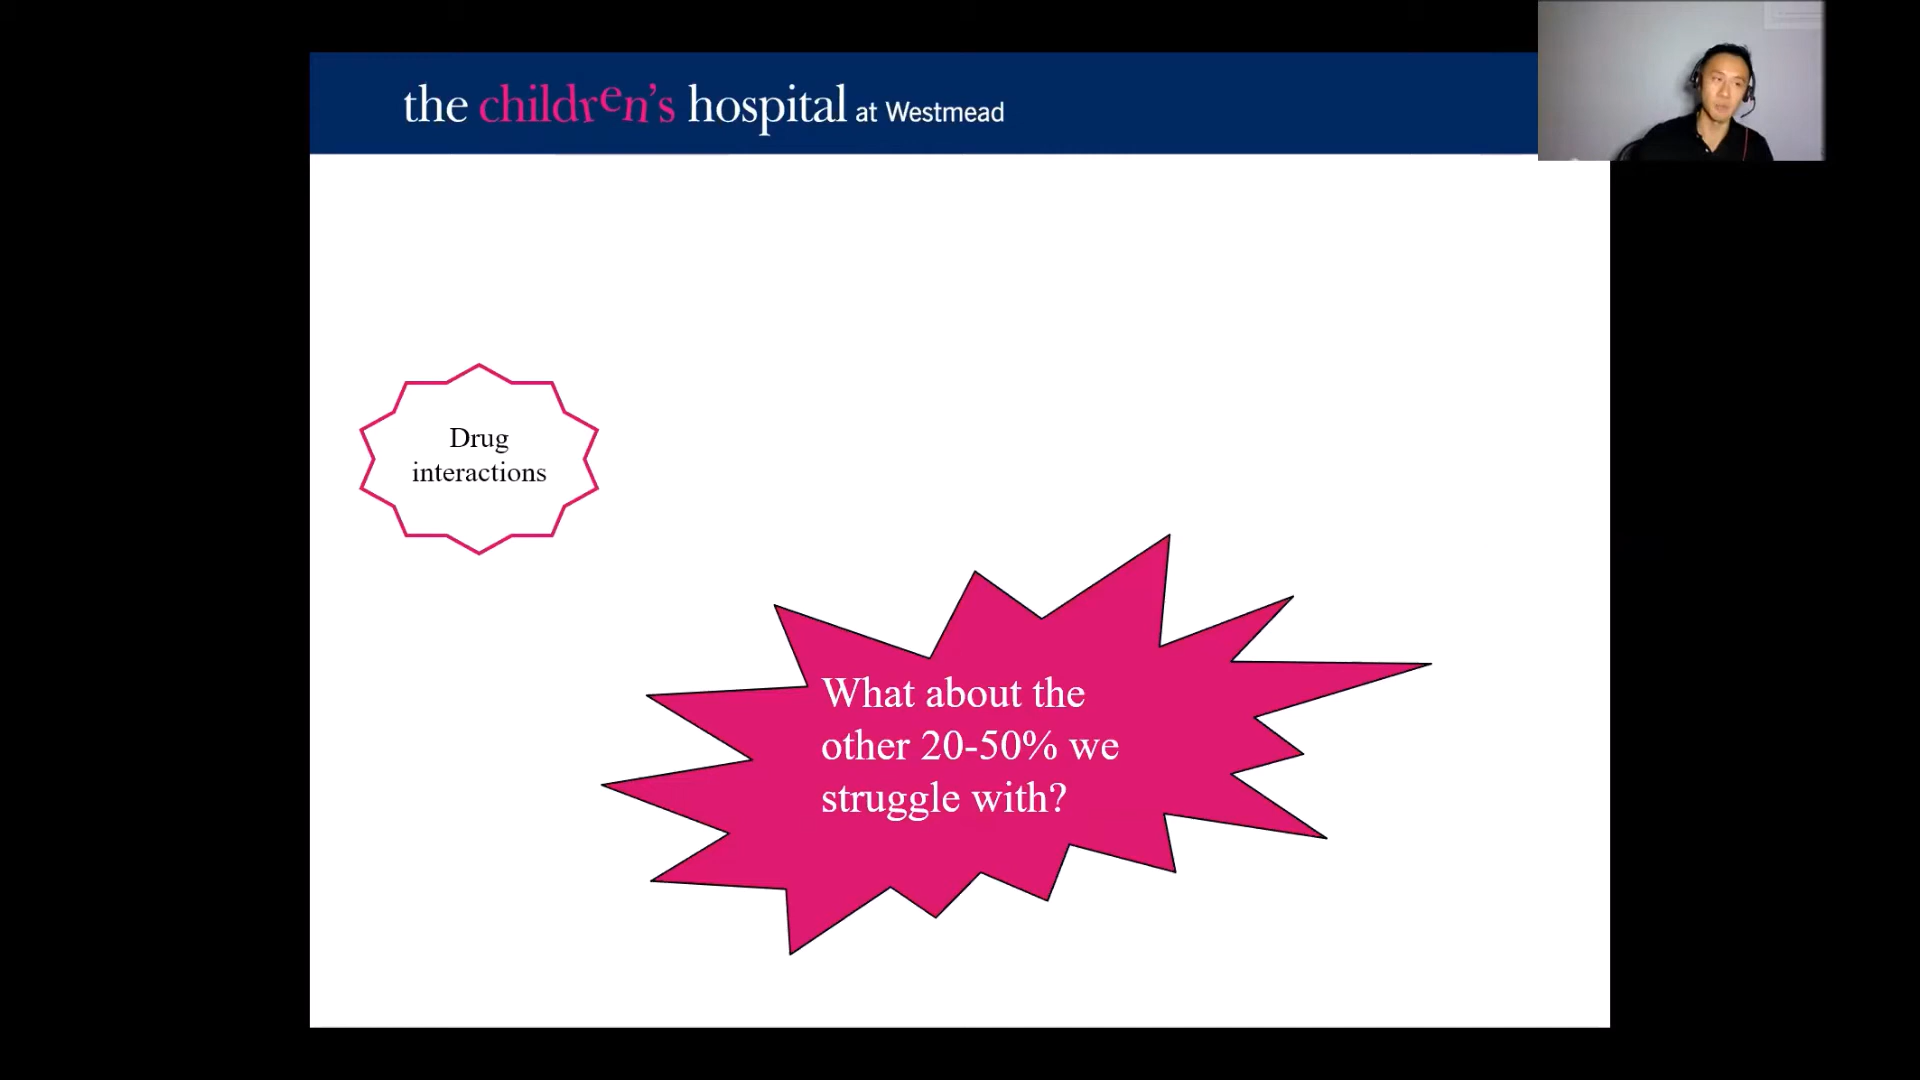 the children's hospital at Westmead
Drug
interactions
What about the
other 20-50% we
struggle with?